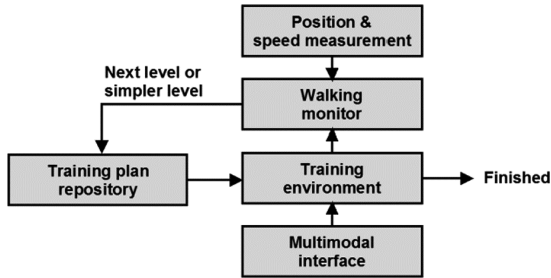 Position &
speed measurement
Next level or
simpler level
Walking
monitor
Training plan
repository
Training
environment
Finished
Multimodal
interface